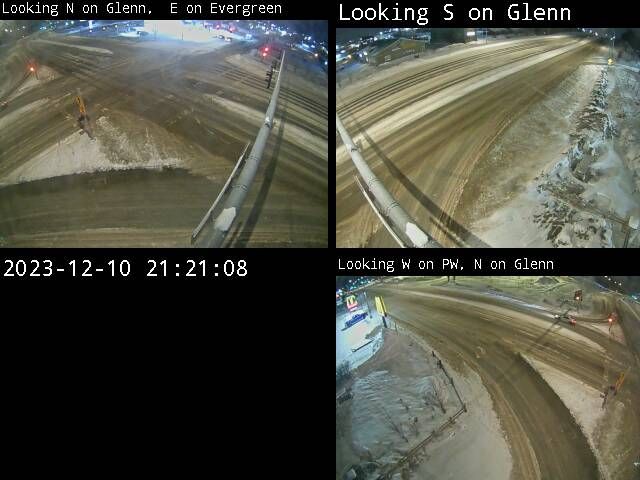 Looking N on Glenn,  E on Evergreen
Looking S on Glenn
2023-12-10 21:21:08
Looking W on PW, N on Glenn